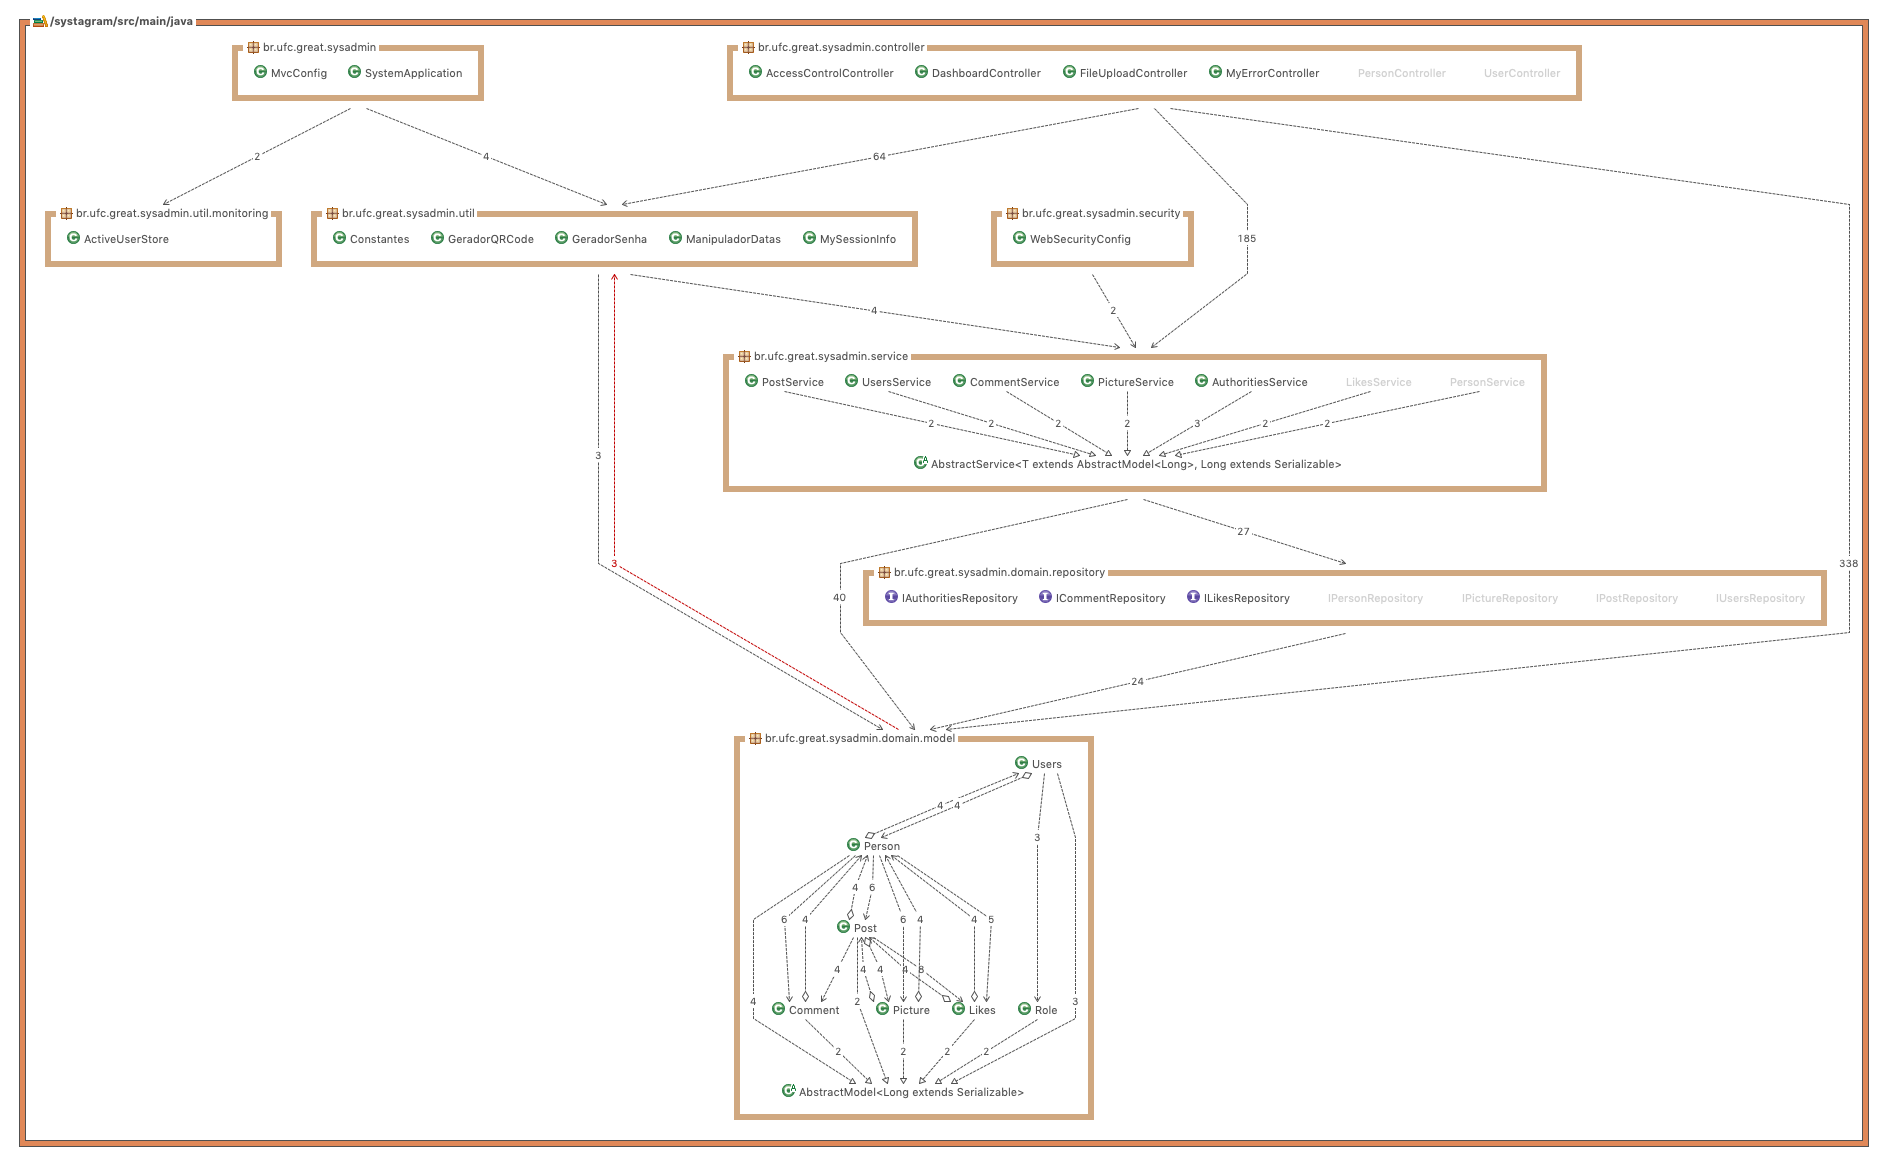 /systagram/src/main/java
br.ufc.great.sysadmin
MvcConfig SystemApplication
br.ufc.great.sysadmin.controller
AccessControlController DashboardController FileUploadController MyErrorController PersonController UserController
2 4 64
br.ufc.great.sysadmin.util.monitoring
ActiveUserStore
br.ufc.great.sysadmin.util
Constantes GeradorQRCode GeradorSenha ManipuladorDatas MySessionInfo
br.ufc.great.sysadmin.security
WebSecurityConfig
185
4 2
br.ufc.great.sysadmin.service
PostService UsersService CommentService PictureService AuthoritiesService LikesService PersonService
2 2 2 2 3 2 2
AbstractService<T extends AbstractModel<Long>, Long extends Serializable>
3
27
3
338
br.ufc.great.sysadmin.domain.repository
IAuthoritiesRepository ICommentRepository ILikesRepository IPersonRepository IPictureRepository IPostRepository IUsersRepository
40
24
br.ufc.great.sysadmin.domain.model
Users
4 4
3
Person
4 6
6 4 6 4 4 5
Post
4 4 4 4 8
4 2 3
Comment Picture Likes Role
2 2 2 2
AbstractModel<Long extends Serializable>